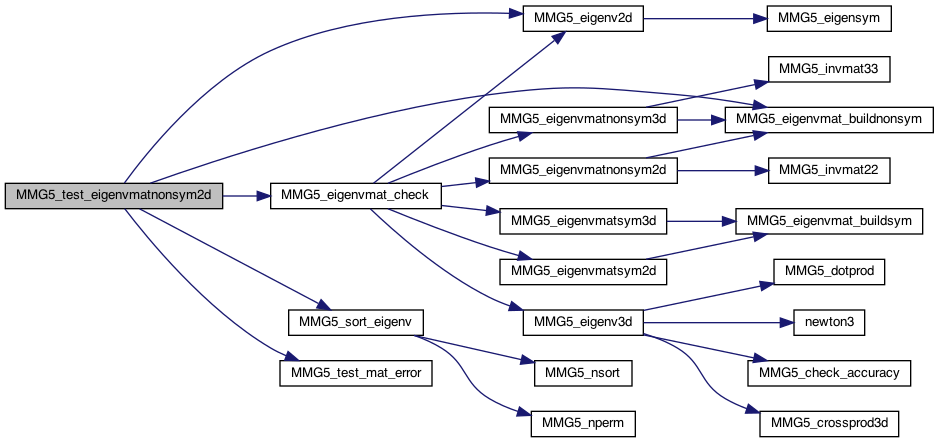 MMG5_eigenv2d
MMG5_eigensym
MMG5_invmat33
MMG5_eigenvmatnonsym3d
MMG5_eigenvmat_buildnonsym
MMG5_eigenvmatnonsym2d
MMG5_invmat22
MMG5_test_eigenvmatnonsym2d
MMG5_eigenvmat_check
MMG5_eigenvmatsym3d
MMG5_eigenvmat_buildsym
MMG5_eigenvmatsym2d
MMG5_dotprod
MMG5_sort_eigenv
MMG5_eigenv3d
newton3
MMG5_test_mat_error
MMG5_nsort
MMG5_check_accuracy
MMG5_nperm
MMG5_crossprod3d